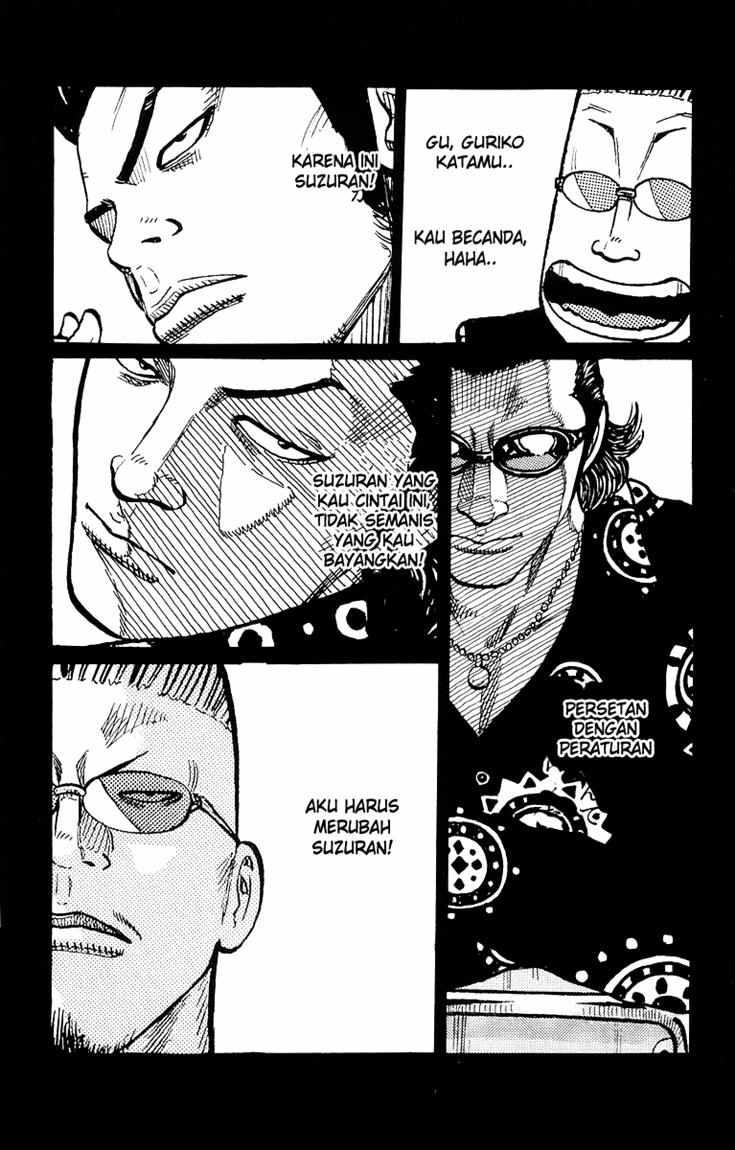 GU, GURIKO
KATAMU..
KAU BECANDA,
HAHA..
KARENA INI
SUZURAN!
PERSETAN
DENGAN
PERATURAN
SUZURAN YANG
KAU CINTAI INI,
TIDAK SEMANIS
YANG KAU
BAYANGKAN!
AKU HARUS
MERUBAH
SUZURAN!